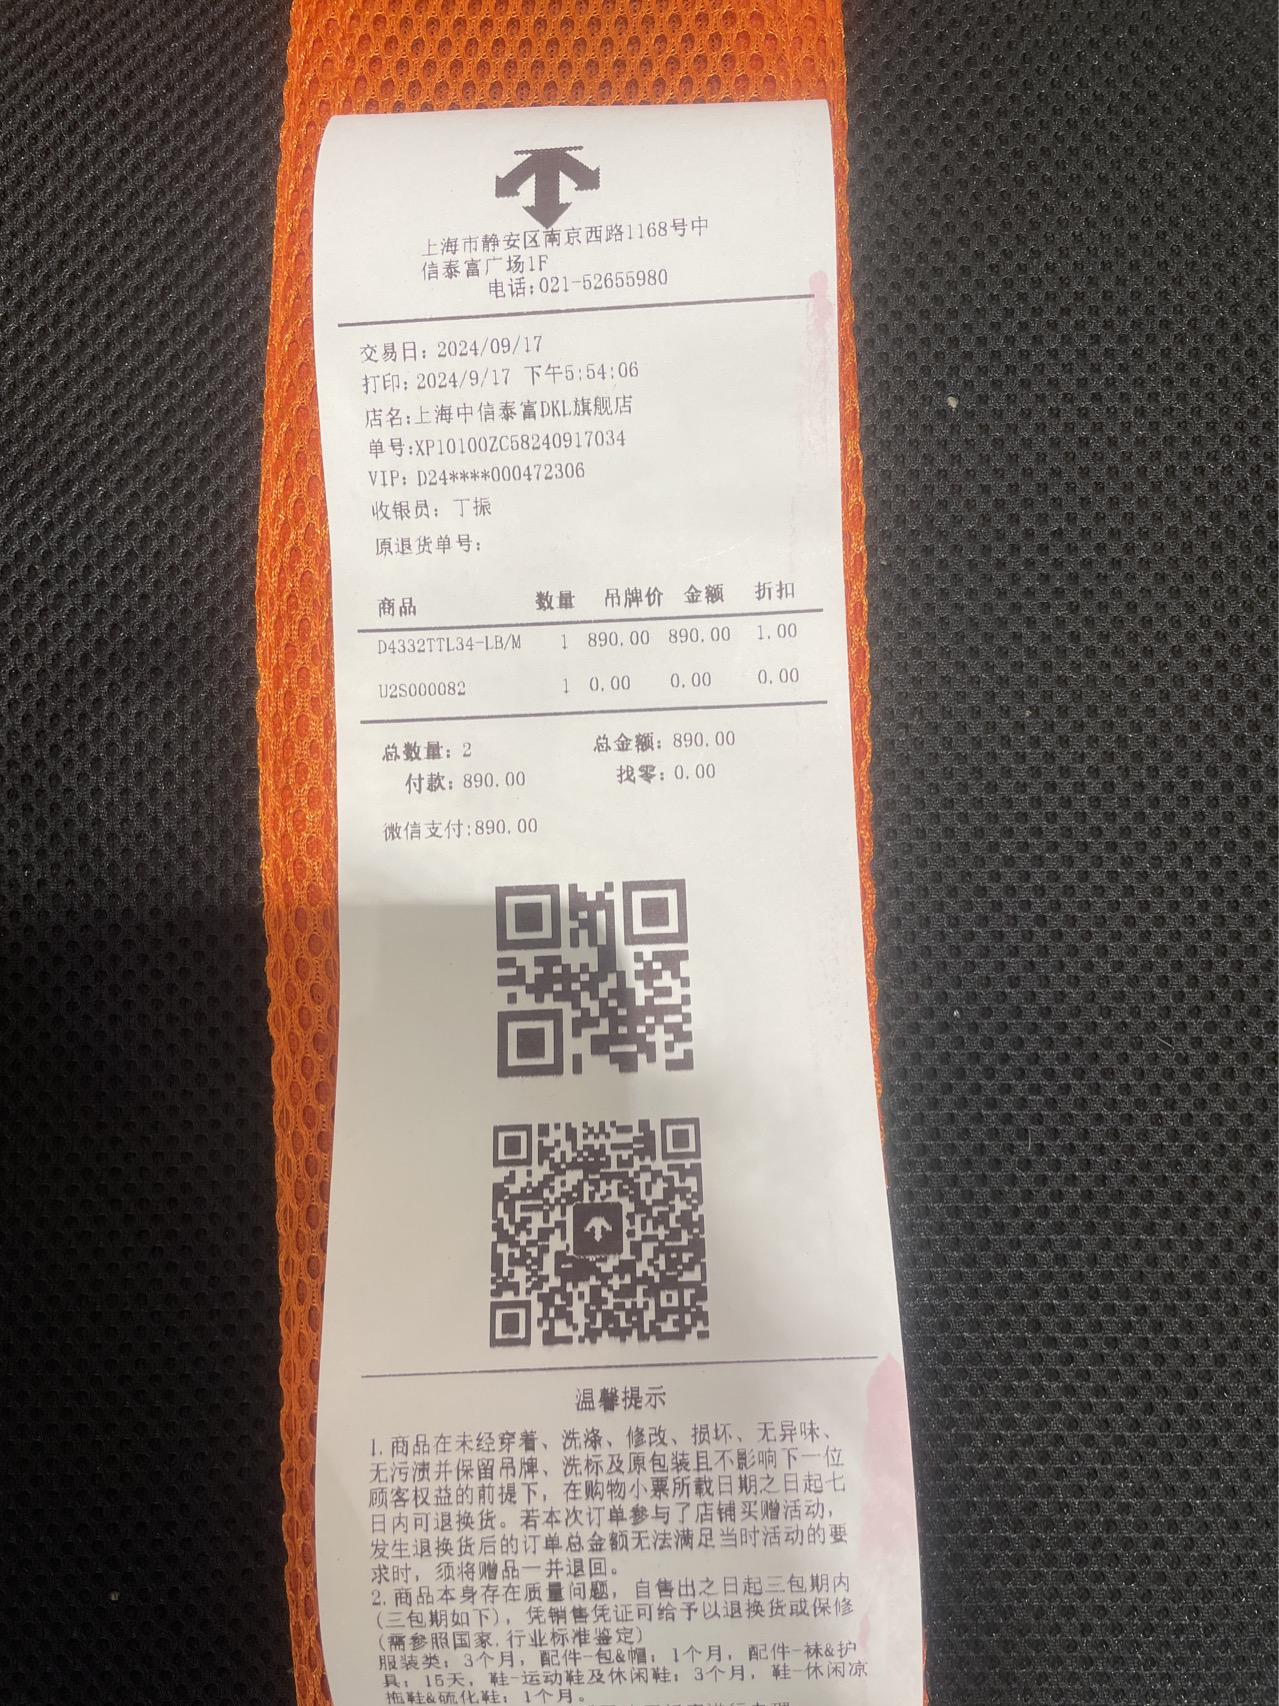 上海市静安区南京西路1168号中
信泰富广场1F
电话:021-52655980
交易日: 2024/09/17
打印: 2024/9/17 下午5:54:06
店名:上海中信泰富DKL旗舰店
单号:XP10100ZC58240917034
VIP: D24****000472306
收银员: 丁振
原退货单号:
商品 数量 吊牌价 金额 折扣
D4332TTL34-LB/M 1 890.00 890.00 1.00
U2S000082 1 0.00 0.00 0.00
总数量: 2 总金额: 890.00
付款: 890.00 找零: 0.00
微信支付:890.00
温馨提示
1.商品在未经穿着、洗涤、修改、损坏、无异味、
无污渍并保留吊牌、洗标及原包装且不影响下一位
顾客权益的前提下, 在购物小票所载日期之日起七
日内可退换货。若本次订单参与了店铺买赠活动,
发生退换货后的订单总金额无法满足当时活动的要
求时, 须将赠品一并退回。
2.商品本身存在质量问题, 自售出之日起三包期内
(三包期如下), 凭销售凭证可给予以退换货或保修
(需参照国家.行业标准鉴定)
服装类: 3个月, 配件-包&帽: 1个月, 配件-袜&护
具: 15天, 鞋-运动鞋及休闲鞋: 3个月, 鞋-休闲凉
拖鞋&硫化鞋: 1个月。